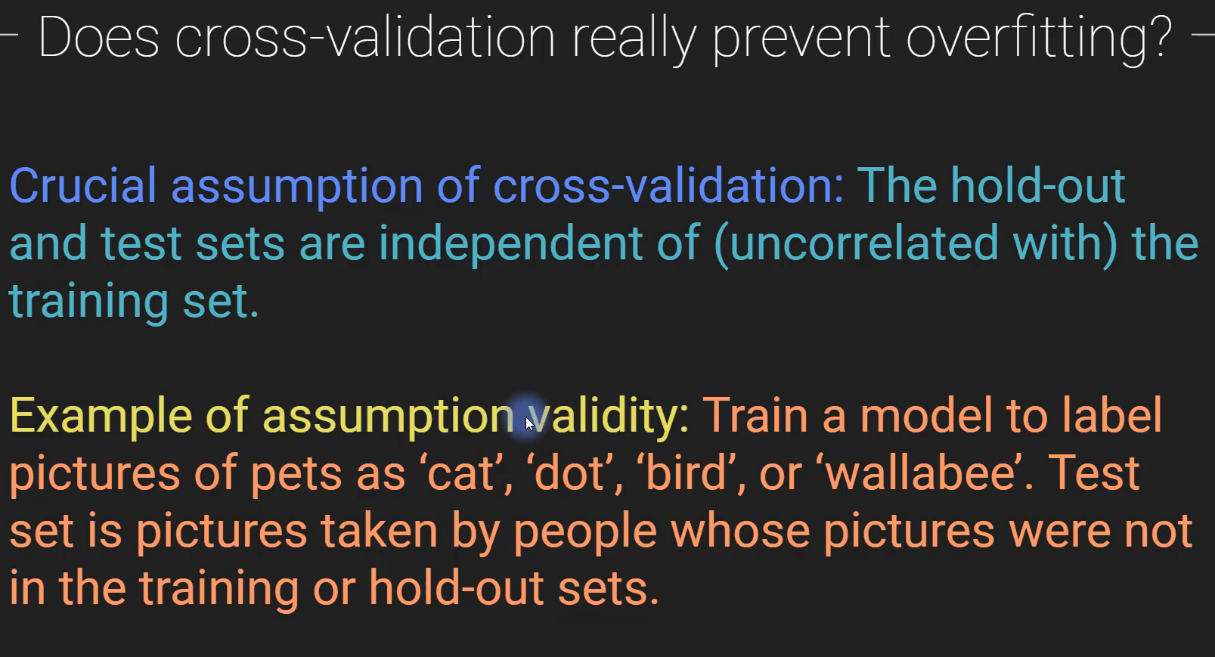 Does cross-validation really prevent overfitting?
Crucial assumption of cross-validation: The hold-out
and test sets are independent of (uncorrelated with) the
training set.
Example of assumption validity: Train a model to label
pictures of pets as ‘cat’, ‘dot’, ‘bird’, or ‘wallabee’. Test
set is pictures taken by people whose pictures were not
in the training or hold-out sets.